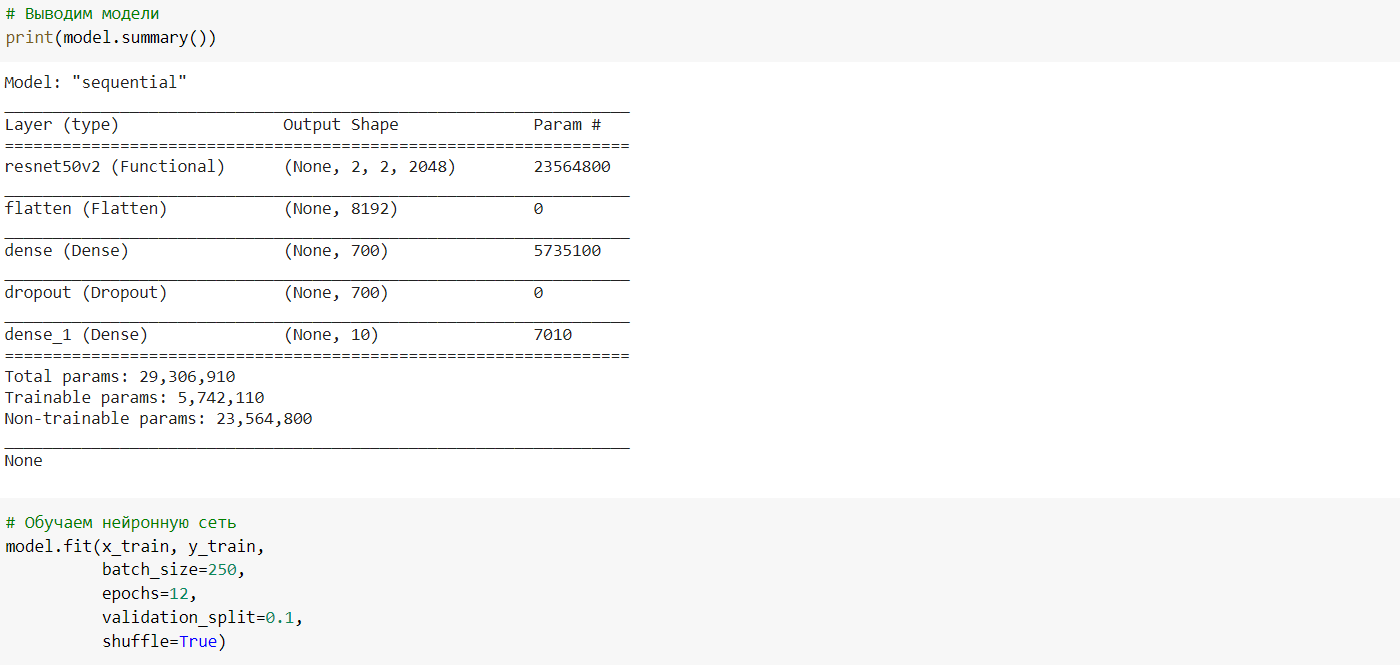 # Выводим модели
print(model.summary())
Model: "sequential"
_________________________________________________________________
Layer (type)                 Output Shape              Param #
=================================================================
resnet50v2 (Functional)      (None, 2, 2, 2048)        23564800
_________________________________________________________________
flatten (Flatten)            (None, 8192)              0
_________________________________________________________________
dense (Dense)                (None, 700)               5735100
_________________________________________________________________
dropout (Dropout)            (None, 700)               0
_________________________________________________________________
dense_1 (Dense)              (None, 10)                7010
=================================================================
Total params: 29,306,910
Trainable params: 5,742,110
Non-trainable params: 23,564,800
_________________________________________________________________
None
# Обучаем нейронную сеть
model.fit(x_train, y_train,
          batch_size=250,
          epochs=12,
          validation_split=0.1,
          shuffle=True)